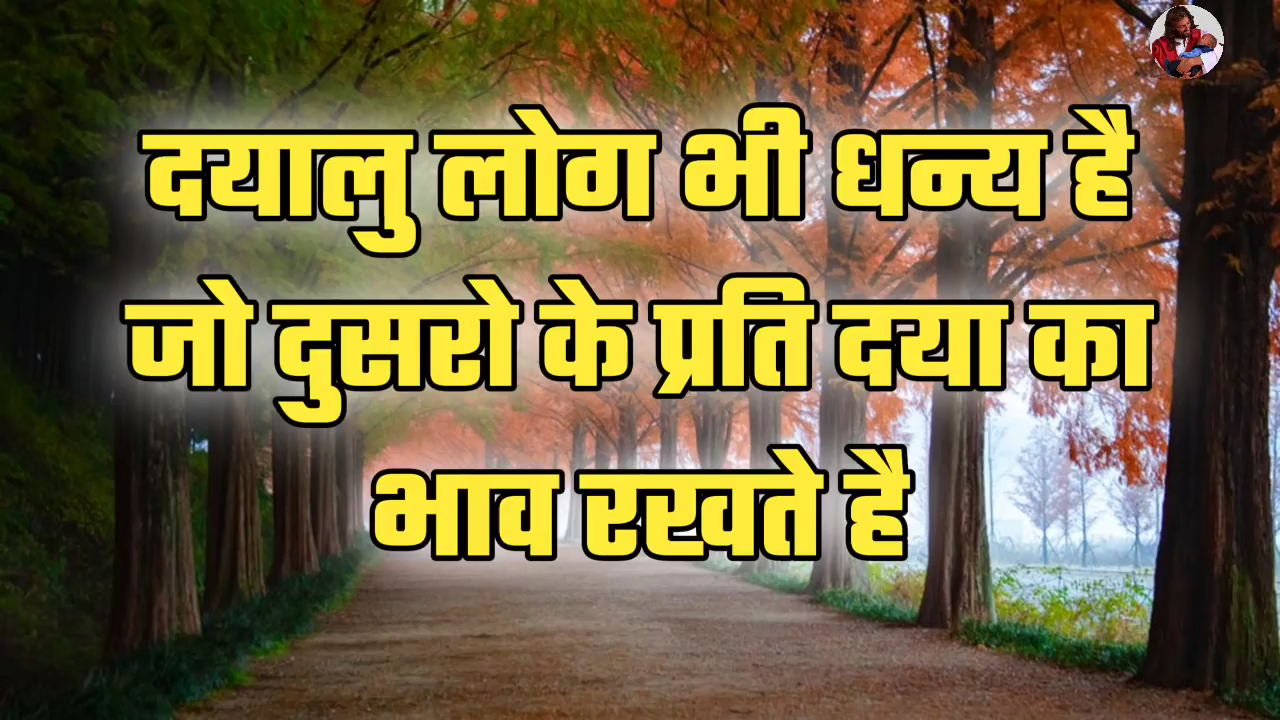 दयालु लोग भी धन्य है
जो दुसरो के प्रति दया का
भाव रखते है